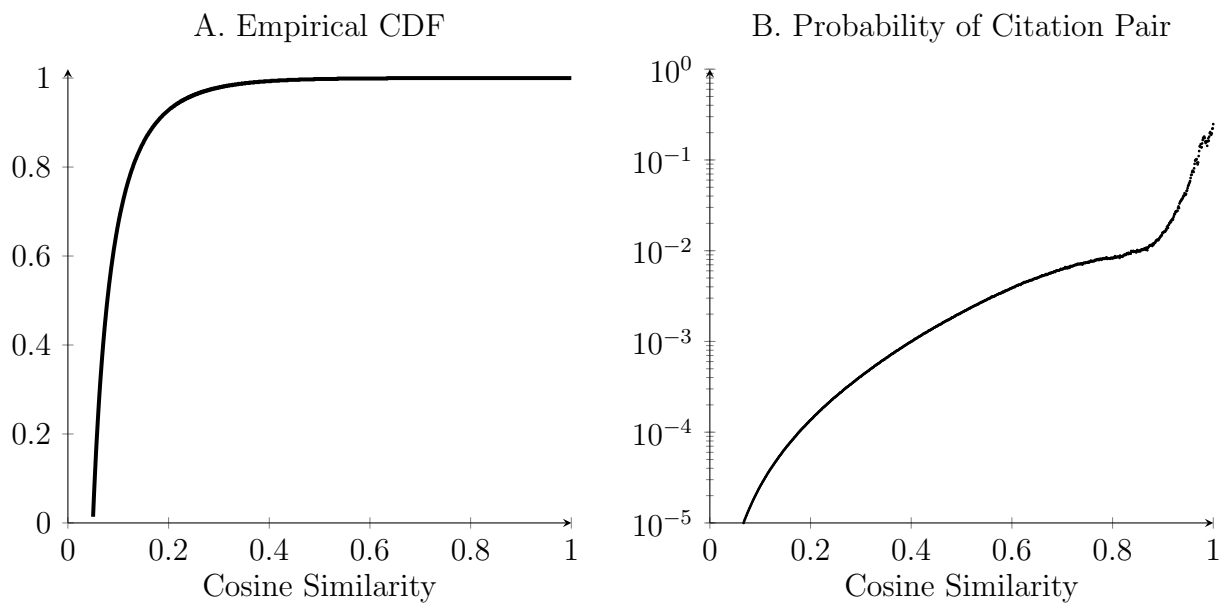 A. Empirical CDF
1
0.8
0.6
0.4
0.2
0
0 0.2 0.4 0.6 0.8 1
Cosine Similarity
B. Probability of Citation Pair
10^0
10^-1
10^-2
10^-3
10^-4
10^-5
0 0.2 0.4 0.6 0.8 1
Cosine Similarity